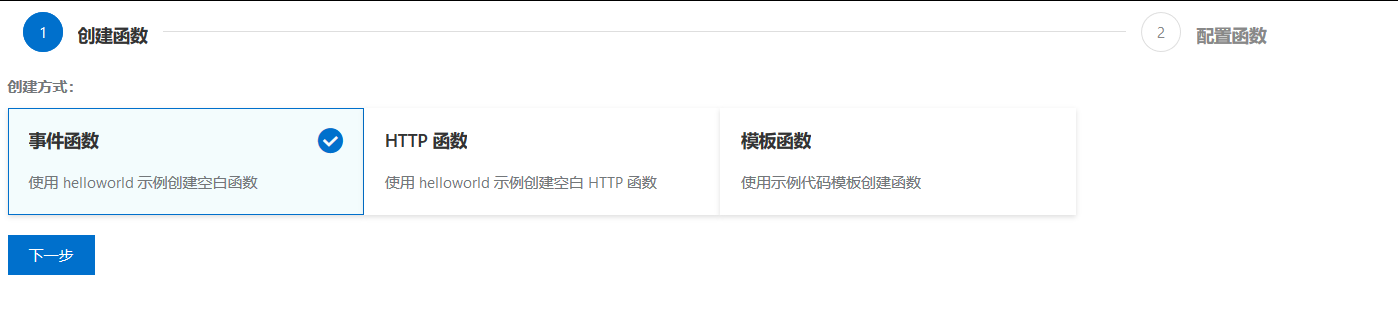 1 创建函数 2 配置函数
创建方式：
事件函数 HTTP 函数 模板函数
使用 helloworld 示例创建空白函数 使用 helloworld 示例创建空白 HTTP 函数 使用示例代码模板创建函数
下一步